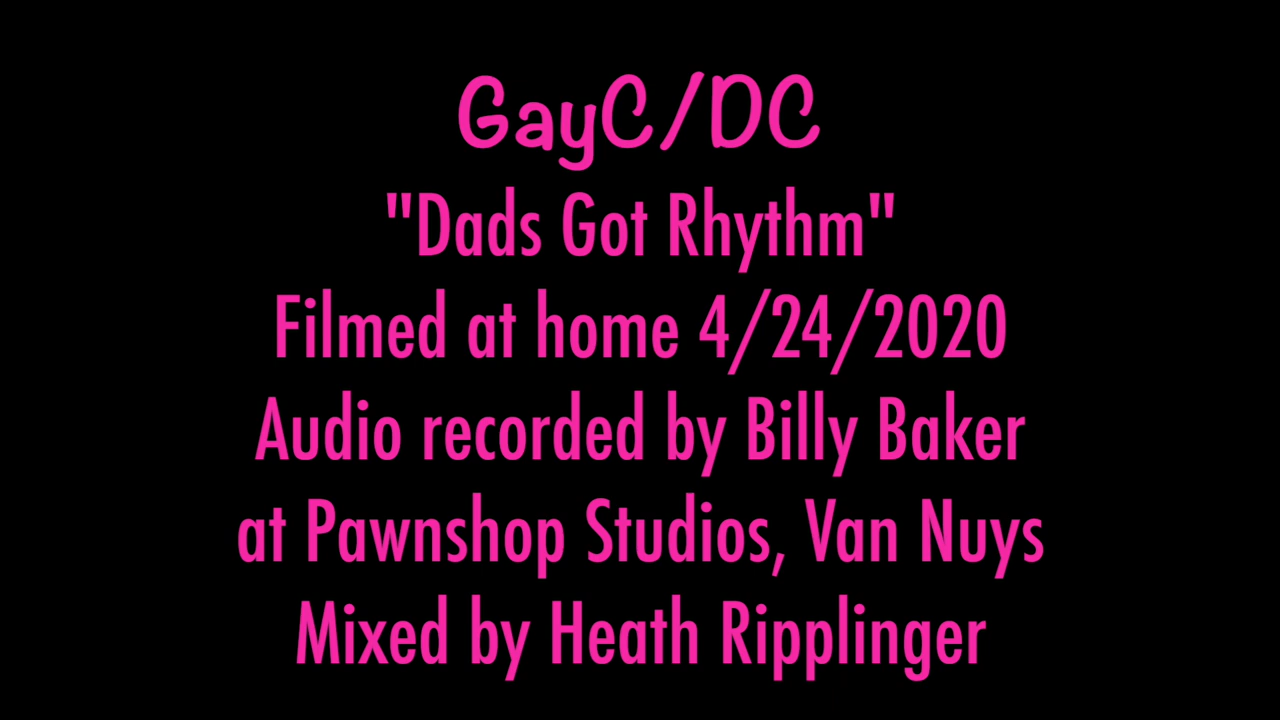 GayC/DC
"Dads Got Rhythm"
Filmed at home 4/24/2020
Audio recorded by Billy Baker
at Pawnshop Studios, Van Nuys
Mixed by Heath Ripplinger